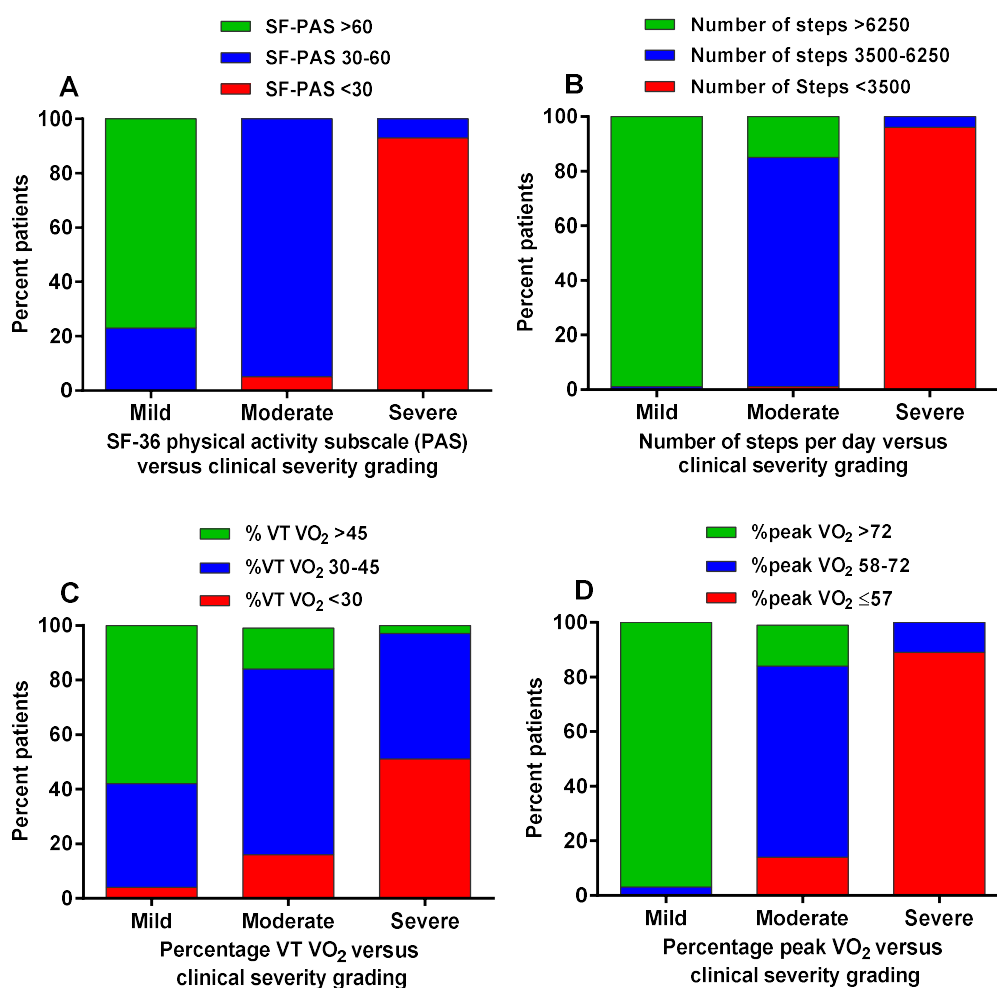 SF-PAS >60
SF-PAS 30-60
SF-PAS <30
A
Percent patients
100
80
60
40
20
0
Mild Moderate Severe
SF-36 physical activity subscale (PAS)
versus clinical severity grading
Number of steps >6250
Number of steps 3500-6250
Number of Steps <3500
B
Percent patients
100
80
60
40
20
0
Mild Moderate Severe
Number of steps per day versus
clinical severity grading
% VT VO₂ >45
%VT VO₂ 30-45
%VT VO₂ <30
C
Percent patients
100
80
60
40
20
0
Mild Moderate Severe
Percentage VT VO₂ versus
clinical severity grading
%peak VO₂ >72
%peak VO₂ 58-72
%peak VO₂ ≤57
D
Percent patients
100
80
60
40
20
0
Mild Moderate Severe
Percentage peak VO₂ versus
clinical severity grading